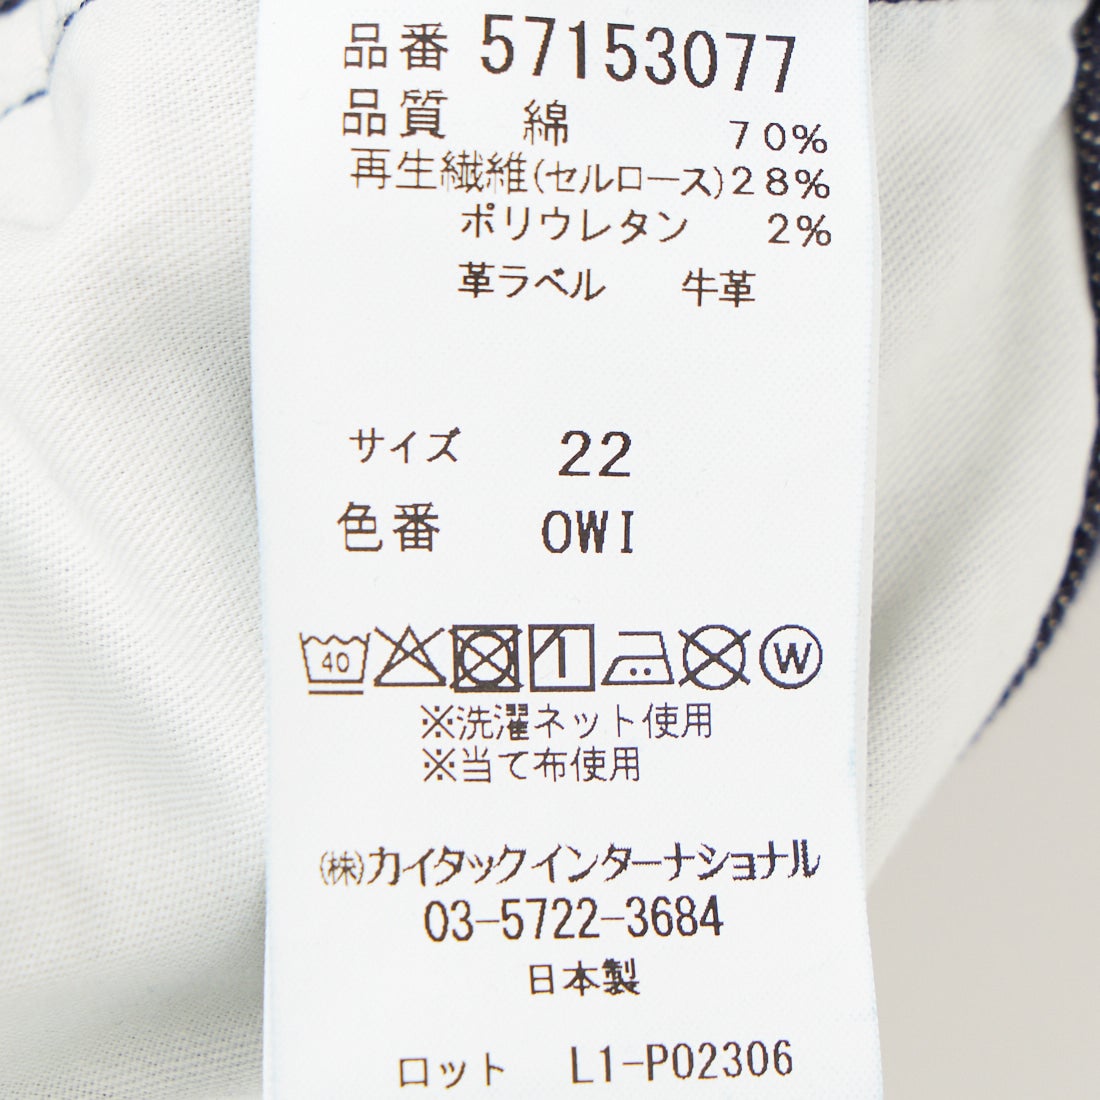 品番 57153077
品質 綿 70%
再生繊維(セルロース)28%
ポリウレタン 2%
革ラベル 牛革
サイズ 22
色番 OWI
40 W
※洗濯ネット使用
※当て布使用
(株)カイタックインターナショナル
03-5722-3684
日本製
ロット L1-P02306